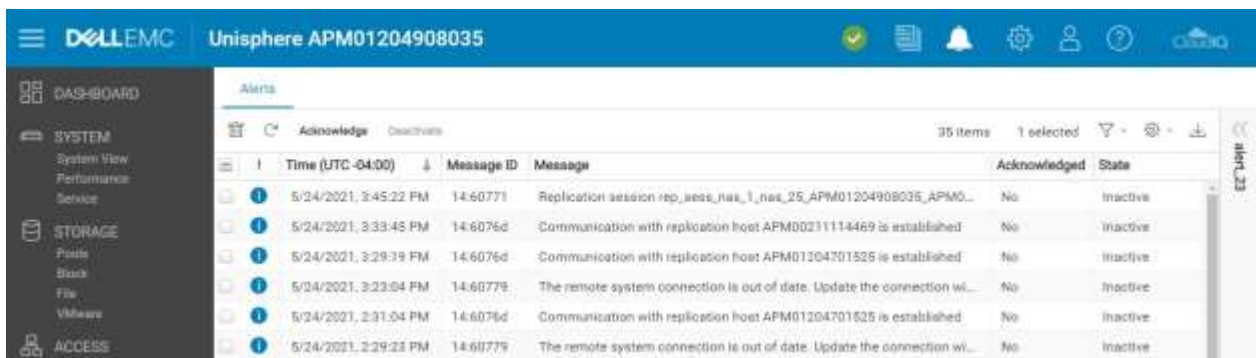 DELLEMC Unisphere APM01204908035
DASHBOARD
SYSTEM
System View
Performance
Service
STORAGE
Pools
Block
File
VMware
ACCESS
Alerts
Acknowledge Deactivate 35 items 1 selected
! Time (UTC -04:00) ↓ Message ID Message Acknowledged State
5/24/2021, 3:45:22 PM 14:60771 Replication session rep_sess_nas_1_nas_25_APM01204908035_APM0... No Inactive
5/24/2021, 3:33:45 PM 14:6076d Communication with replication host APM00211114469 is established No Inactive
5/24/2021, 3:29:19 PM 14:6076d Communication with replication host APM01204701525 is established No Inactive
5/24/2021, 3:23:04 PM 14:60779 The remote system connection is out of date. Update the connection wi... No Inactive
5/24/2021, 2:31:04 PM 14:6076d Communication with replication host APM01204701525 is established No Inactive
5/24/2021, 2:29:23 PM 14:60779 The remote system connection is out of date. Update the connection wi... No Inactive
alert_23